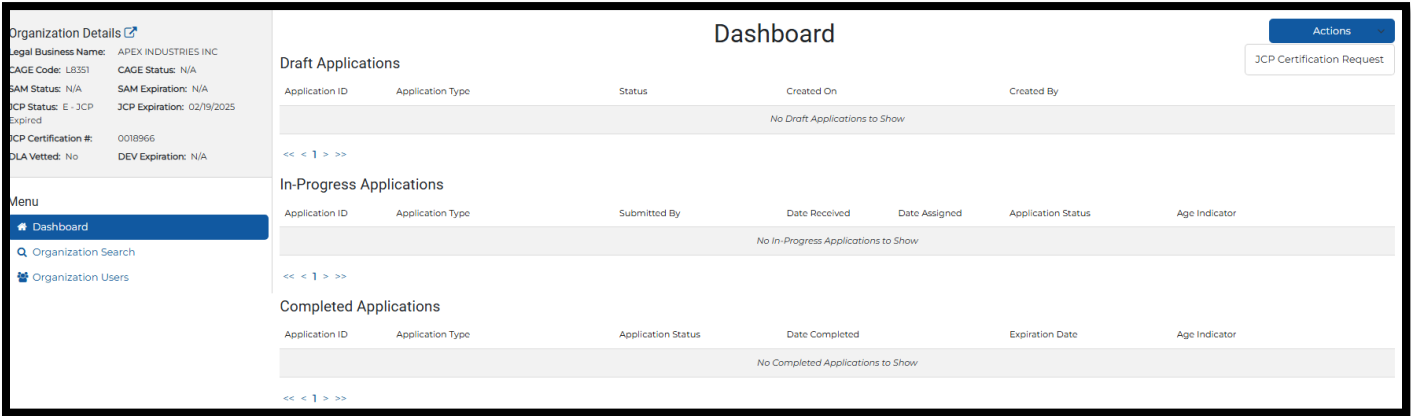 Organization Details
Legal Business Name: APEX INDUSTRIES INC
CAGE Code: L8351 CAGE Status: N/A
SAM Status: N/A SAM Expiration: N/A
JCP Status: E - JCP Expired JCP Expiration: 02/19/2025
JCP Certification #: 0018966
DLA Vetted: No DEV Expiration: N/A
Menu
Dashboard
Organization Search
Organization Users
Dashboard
Actions
JCP Certification Request
Draft Applications
Application ID Application Type Status Created On Created By
No Draft Applications to Show
<< < 1 > >>
In-Progress Applications
Application ID Application Type Submitted By Date Received Date Assigned Application Status Age Indicator
No In-Progress Applications to Show
<< < 1 > >>
Completed Applications
Application ID Application Type Application Status Date Completed Expiration Date Age Indicator
No Completed Applications to Show
<< < 1 > >>